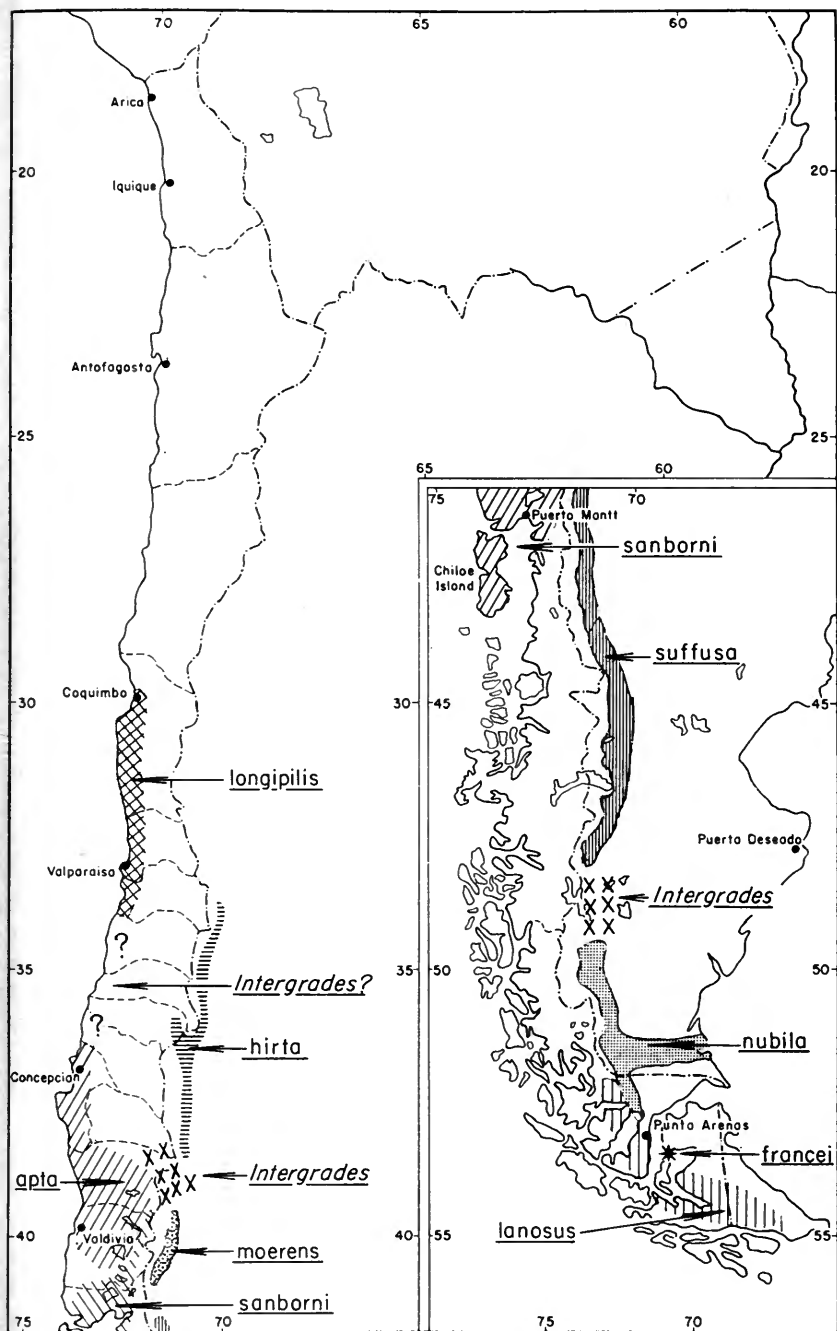 70
65
60
Arica
20
20
Iquique
Antofagasta
25
25
65
60
75
70
Puerto Montt
sanborni
Chiloe
Island
suffusa
Coquimbo
30
30
45
45
longipilis
Puerto Deseado
Valparaiso
Intergrades
?
35
35
50
50
Intergrades?
?
hirta
nubila
Concepcian
Punta Arenas
francei
Intergrades
apta
lanosus
40
40
55
55
Valdivia
moerens
sanborni
75
70
75
70